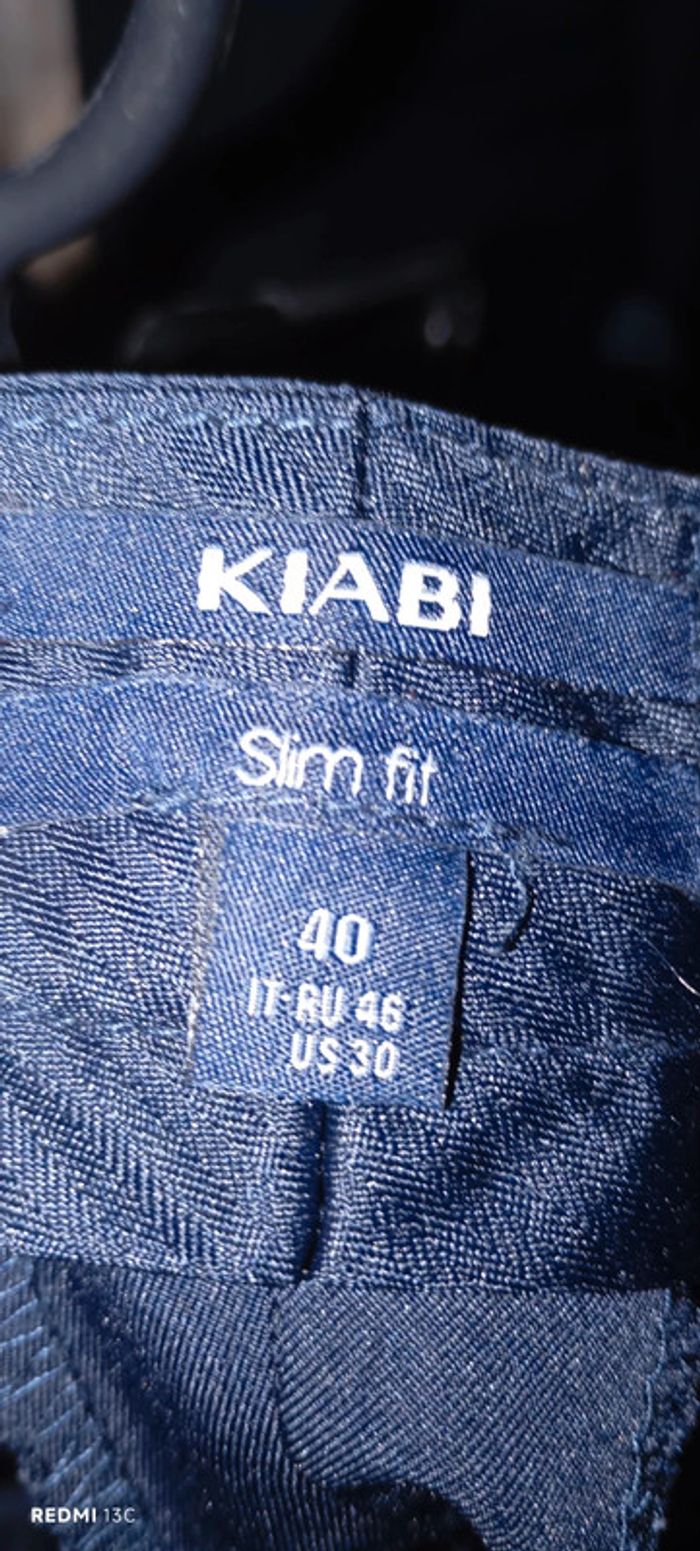 KIABI
Slim fit
40
IT-RU 46
US 30
REDMI 13C